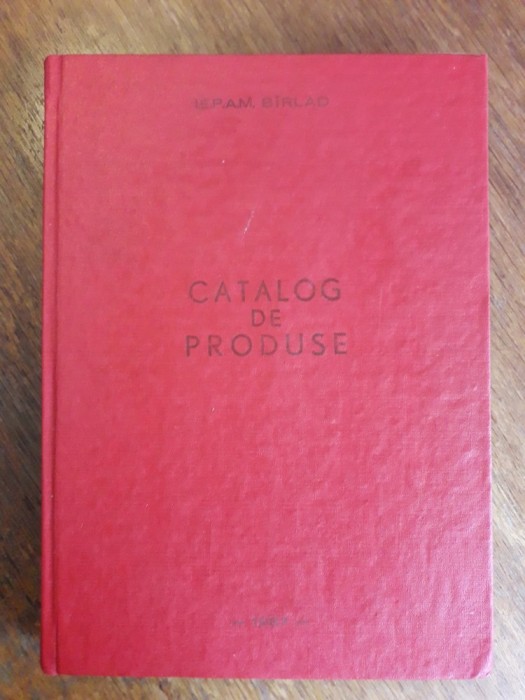 I.E.P.A.M. BÎRLAD
CATALOG
DE
PRODUSE